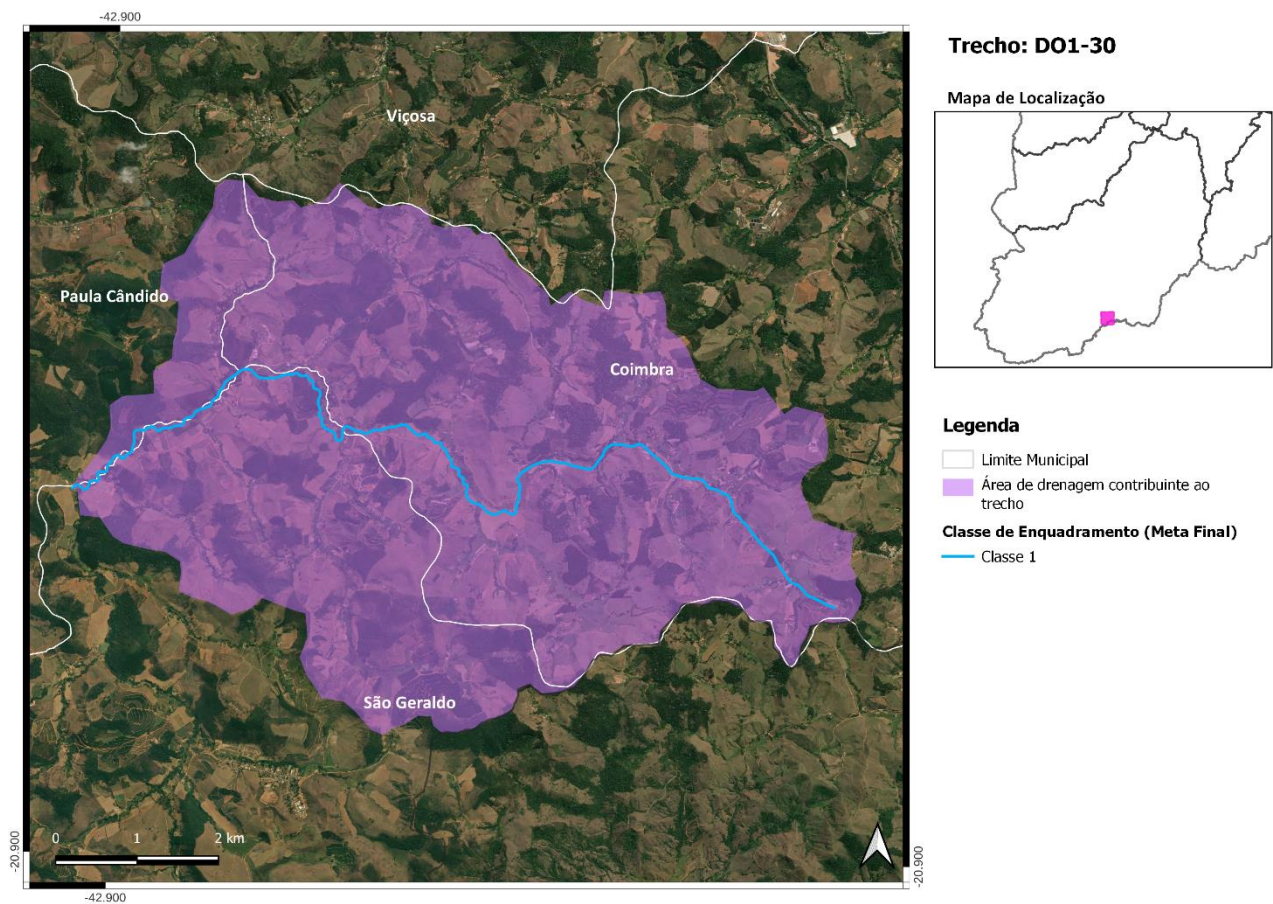 -42.900
Trecho: DO1-30
Mapa de Localização
Viçosa
Paula Cândido
Coimbra
São Geraldo
Legenda
Limite Municipal
Área de drenagem contribuinte ao
trecho
Classe de Enquadramento (Meta Final)
Classe 1
0 1 2 km
-20.900
-20.900
-42.900